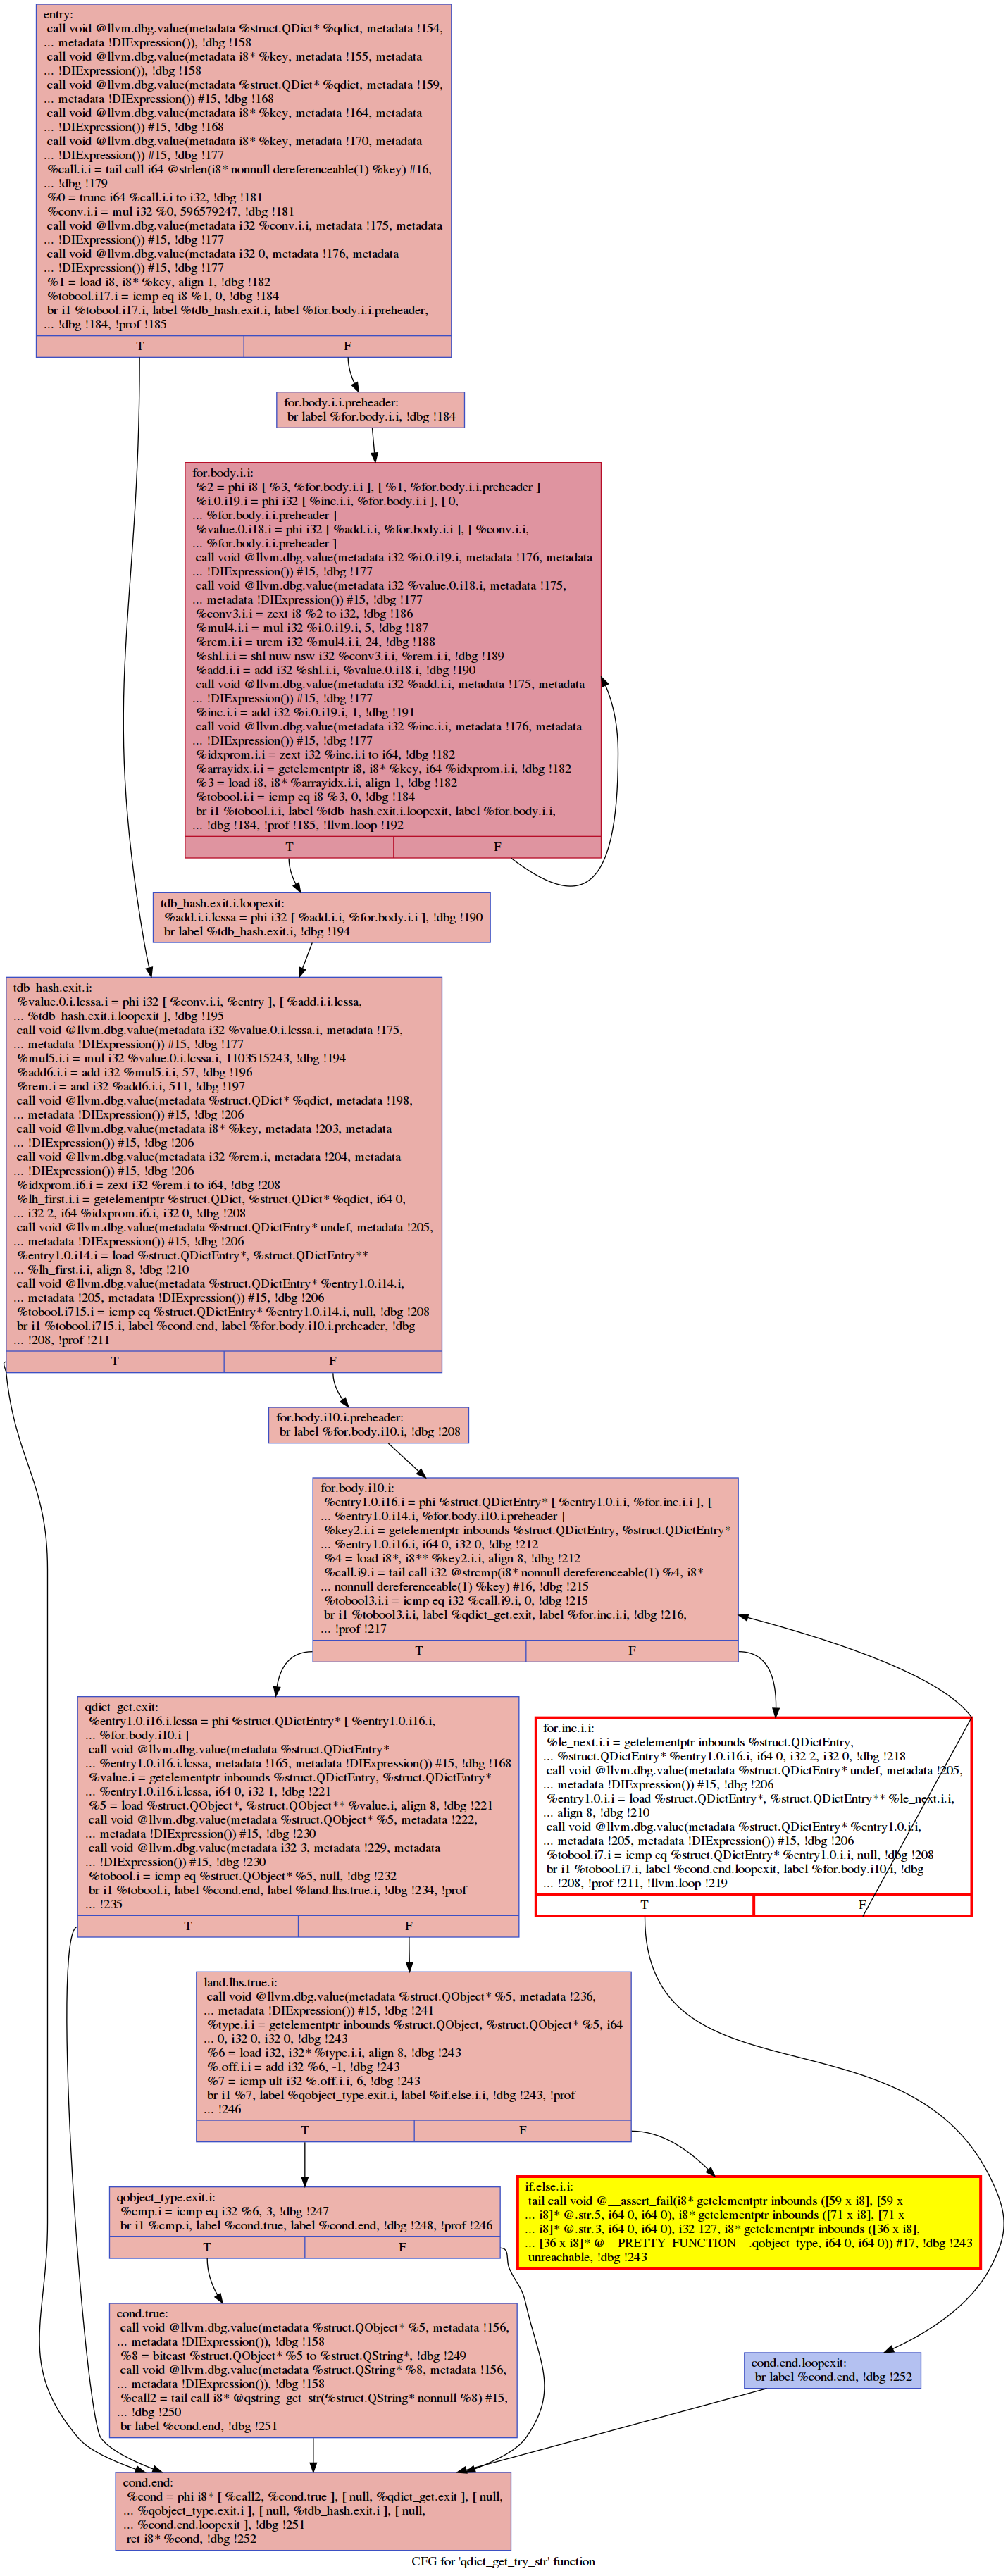 entry:
call void @llvm.dbg.value(metadata %struct.QDict* %qdict, metadata !154,
... metadata !DIExpression()), !dbg !158
call void @llvm.dbg.value(metadata i8* %key, metadata !155, metadata
... !DIExpression()), !dbg !158
call void @llvm.dbg.value(metadata %struct.QDict* %qdict, metadata !159,
... metadata !DIExpression()) #15, !dbg !168
call void @llvm.dbg.value(metadata i8* %key, metadata !164, metadata
... !DIExpression()) #15, !dbg !168
call void @llvm.dbg.value(metadata i8* %key, metadata !170, metadata
... !DIExpression()) #15, !dbg !177
%call.i.i = tail call i64 @strlen(i8* nonnull dereferenceable(1) %key) #16,
... !dbg !179
%0 = trunc i64 %call.i.i to i32, !dbg !181
%conv.i.i = mul i32 %0, 596579247, !dbg !181
call void @llvm.dbg.value(metadata i32 %conv.i.i, metadata !175, metadata
... !DIExpression()) #15, !dbg !177
call void @llvm.dbg.value(metadata i32 0, metadata !176, metadata
... !DIExpression()) #15, !dbg !177
%1 = load i8, i8* %key, align 1, !dbg !182
%tobool.i17.i = icmp eq i8 %1, 0, !dbg !184
br i1 %tobool.i17.i, label %tdb_hash.exit.i, label %for.body.i.i.preheader,
... !dbg !184, !prof !185
T F
for.body.i.i.preheader:
br label %for.body.i.i, !dbg !184
for.body.i.i:
%2 = phi i8 [ %3, %for.body.i.i ], [ %1, %for.body.i.i.preheader ]
%i.0.i19.i = phi i32 [ %inc.i.i, %for.body.i.i ], [ 0,
... %for.body.i.i.preheader ]
%value.0.i18.i = phi i32 [ %add.i.i, %for.body.i.i ], [ %conv.i.i,
... %for.body.i.i.preheader ]
call void @llvm.dbg.value(metadata i32 %i.0.i19.i, metadata !176, metadata
... !DIExpression()) #15, !dbg !177
call void @llvm.dbg.value(metadata i32 %value.0.i18.i, metadata !175,
... metadata !DIExpression()) #15, !dbg !177
%conv3.i.i = zext i8 %2 to i32, !dbg !186
%mul4.i.i = mul i32 %i.0.i19.i, 5, !dbg !187
%rem.i.i = urem i32 %mul4.i.i, 24, !dbg !188
%shl.i.i = shl nuw nsw i32 %conv3.i.i, %rem.i.i, !dbg !189
%add.i.i = add i32 %shl.i.i, %value.0.i18.i, !dbg !190
call void @llvm.dbg.value(metadata i32 %add.i.i, metadata !175, metadata
... !DIExpression()) #15, !dbg !177
%inc.i.i = add i32 %i.0.i19.i, 1, !dbg !191
call void @llvm.dbg.value(metadata i32 %inc.i.i, metadata !176, metadata
... !DIExpression()) #15, !dbg !177
%idxprom.i.i = zext i32 %inc.i.i to i64, !dbg !182
%arrayidx.i.i = getelementptr i8, i8* %key, i64 %idxprom.i.i, !dbg !182
%3 = load i8, i8* %arrayidx.i.i, align 1, !dbg !182
%tobool.i.i = icmp eq i8 %3, 0, !dbg !184
br i1 %tobool.i.i, label %tdb_hash.exit.i.loopexit, label %for.body.i.i,
... !dbg !184, !prof !185, !llvm.loop !192
T F
tdb_hash.exit.i.loopexit:
%add.i.i.lcssa = phi i32 [ %add.i.i, %for.body.i.i ], !dbg !190
br label %tdb_hash.exit.i, !dbg !194
tdb_hash.exit.i:
%value.0.i.lcssa.i = phi i32 [ %conv.i.i, %entry ], [ %add.i.i.lcssa,
... %tdb_hash.exit.i.loopexit ], !dbg !195
call void @llvm.dbg.value(metadata i32 %value.0.i.lcssa.i, metadata !175,
... metadata !DIExpression()) #15, !dbg !177
%mul5.i.i = mul i32 %value.0.i.lcssa.i, 1103515243, !dbg !194
%add6.i.i = add i32 %mul5.i.i, 57, !dbg !196
%rem.i = and i32 %add6.i.i, 511, !dbg !197
call void @llvm.dbg.value(metadata %struct.QDict* %qdict, metadata !198,
... metadata !DIExpression()) #15, !dbg !206
call void @llvm.dbg.value(metadata i8* %key, metadata !203, metadata
... !DIExpression()) #15, !dbg !206
call void @llvm.dbg.value(metadata i32 %rem.i, metadata !204, metadata
... !DIExpression()) #15, !dbg !206
%idxprom.i6.i = zext i32 %rem.i to i64, !dbg !208
%lh_first.i.i = getelementptr %struct.QDict, %struct.QDict* %qdict, i64 0,
... i32 2, i64 %idxprom.i6.i, i32 0, !dbg !208
call void @llvm.dbg.value(metadata %struct.QDictEntry* undef, metadata !205,
... metadata !DIExpression()) #15, !dbg !206
%entry1.0.i14.i = load %struct.QDictEntry*, %struct.QDictEntry**
... %lh_first.i.i, align 8, !dbg !210
call void @llvm.dbg.value(metadata %struct.QDictEntry* %entry1.0.i14.i,
... metadata !205, metadata !DIExpression()) #15, !dbg !206
%tobool.i715.i = icmp eq %struct.QDictEntry* %entry1.0.i14.i, null, !dbg !208
br i1 %tobool.i715.i, label %cond.end, label %for.body.i10.i.preheader, !dbg
... !208, !prof !211
T F
for.body.i10.i.preheader:
br label %for.body.i10.i, !dbg !208
for.body.i10.i:
%entry1.0.i16.i = phi %struct.QDictEntry* [ %entry1.0.i.i, %for.inc.i.i ], [
... %entry1.0.i14.i, %for.body.i10.i.preheader ]
%key2.i.i = getelementptr inbounds %struct.QDictEntry, %struct.QDictEntry*
... %entry1.0.i16.i, i64 0, i32 0, !dbg !212
%4 = load i8*, i8** %key2.i.i, align 8, !dbg !212
%call.i9.i = tail call i32 @strcmp(i8* nonnull dereferenceable(1) %4, i8*
... nonnull dereferenceable(1) %key) #16, !dbg !215
%tobool3.i.i = icmp eq i32 %call.i9.i, 0, !dbg !215
br i1 %tobool3.i.i, label %qdict_get.exit, label %for.inc.i.i, !dbg !216,
... !prof !217
T F
qdict_get.exit:
%entry1.0.i16.i.lcssa = phi %struct.QDictEntry* [ %entry1.0.i16.i,
... %for.body.i10.i ]
call void @llvm.dbg.value(metadata %struct.QDictEntry*
... %entry1.0.i16.i.lcssa, metadata !165, metadata !DIExpression()) #15, !dbg !168
%value.i = getelementptr inbounds %struct.QDictEntry, %struct.QDictEntry*
... %entry1.0.i16.i.lcssa, i64 0, i32 1, !dbg !221
%5 = load %struct.QObject*, %struct.QObject** %value.i, align 8, !dbg !221
call void @llvm.dbg.value(metadata %struct.QObject* %5, metadata !222,
... metadata !DIExpression()) #15, !dbg !230
call void @llvm.dbg.value(metadata i32 3, metadata !229, metadata
... !DIExpression()) #15, !dbg !230
%tobool.i = icmp eq %struct.QObject* %5, null, !dbg !232
br i1 %tobool.i, label %cond.end, label %land.lhs.true.i, !dbg !234, !prof
... !235
T F
for.inc.i.i:
%le_next.i.i = getelementptr inbounds %struct.QDictEntry,
... %struct.QDictEntry* %entry1.0.i16.i, i64 0, i32 2, i32 0, !dbg !218
call void @llvm.dbg.value(metadata %struct.QDictEntry* undef, metadata !205,
... metadata !DIExpression()) #15, !dbg !206
%entry1.0.i.i = load %struct.QDictEntry*, %struct.QDictEntry** %le_next.i.i,
... align 8, !dbg !210
call void @llvm.dbg.value(metadata %struct.QDictEntry* %entry1.0.i.i,
... metadata !205, metadata !DIExpression()) #15, !dbg !206
%tobool.i7.i = icmp eq %struct.QDictEntry* %entry1.0.i.i, null, !dbg !208
br i1 %tobool.i7.i, label %cond.end.loopexit, label %for.body.i10.i, !dbg
... !208, !prof !211, !llvm.loop !219
T F
land.lhs.true.i:
call void @llvm.dbg.value(metadata %struct.QObject* %5, metadata !236,
... metadata !DIExpression()) #15, !dbg !241
%type.i.i = getelementptr inbounds %struct.QObject, %struct.QObject* %5, i64
... 0, i32 0, i32 0, !dbg !243
%6 = load i32, i32* %type.i.i, align 8, !dbg !243
%.off.i.i = add i32 %6, -1, !dbg !243
%7 = icmp ult i32 %.off.i.i, 6, !dbg !243
br i1 %7, label %qobject_type.exit.i, label %if.else.i.i, !dbg !243, !prof
... !246
T F
qobject_type.exit.i:
%cmp.i = icmp eq i32 %6, 3, !dbg !247
br i1 %cmp.i, label %cond.true, label %cond.end, !dbg !248, !prof !246
T F
if.else.i.i:
tail call void @__assert_fail(i8* getelementptr inbounds ([59 x i8], [59 x
... i8]* @.str.5, i64 0, i64 0), i8* getelementptr inbounds ([71 x i8], [71 x
... i8]* @.str.3, i64 0, i64 0), i32 127, i8* getelementptr inbounds ([36 x i8],
... [36 x i8]* @__PRETTY_FUNCTION__.qobject_type, i64 0, i64 0)) #17, !dbg !243
unreachable, !dbg !243
cond.true:
call void @llvm.dbg.value(metadata %struct.QObject* %5, metadata !156,
... metadata !DIExpression()), !dbg !158
%8 = bitcast %struct.QObject* %5 to %struct.QString*, !dbg !249
call void @llvm.dbg.value(metadata %struct.QString* %8, metadata !156,
... metadata !DIExpression()), !dbg !158
%call2 = tail call i8* @qstring_get_str(%struct.QString* nonnull %8) #15,
... !dbg !250
br label %cond.end, !dbg !251
cond.end.loopexit:
br label %cond.end, !dbg !252
cond.end:
%cond = phi i8* [ %call2, %cond.true ], [ null, %qdict_get.exit ], [ null,
... %qobject_type.exit.i ], [ null, %tdb_hash.exit.i ], [ null,
... %cond.end.loopexit ], !dbg !251
ret i8* %cond, !dbg !252
CFG for 'qdict_get_try_str' function